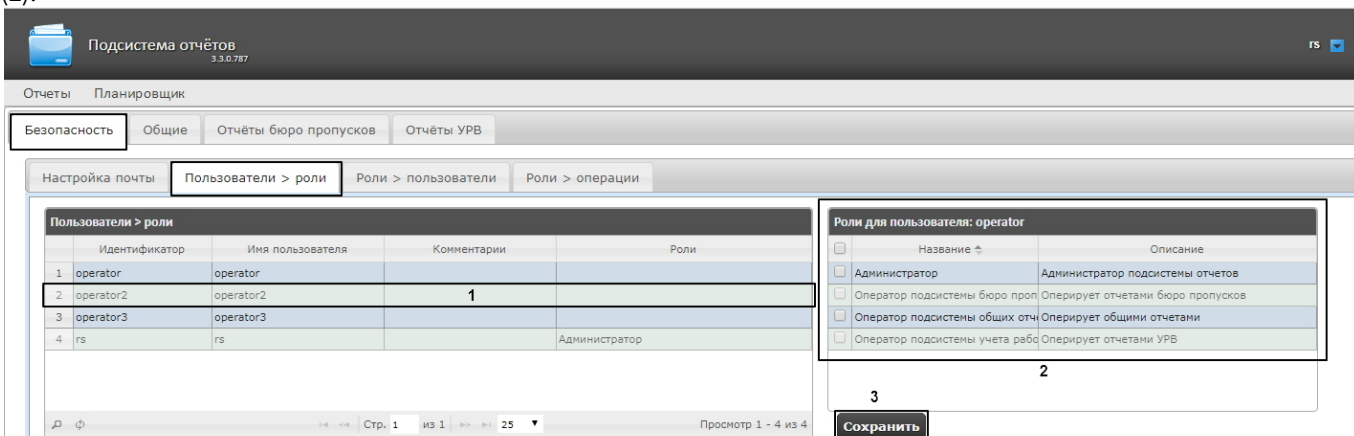 (2).
Подсистема отчётов
3.3.0.787
rs
Отчеты Планировщик
Безопасность Общие Отчёты бюро пропусков Отчёты УРВ
Настройка почты Пользователи > роли Роли > пользователи Роли > операции
Пользователи > роли
Идентификатор Имя пользователя Комментарии Роли
1 operator operator
2 operator2 operator2 1
3 operator3 operator3
4 rs rs Администратор
Стр. 1 из 1 25 Просмотр 1 - 4 из 4
Роли для пользователя: operator
Название Описание
Администратор Администратор подсистемы отчетов
Оператор подсистемы бюро проп Оперирует отчетами бюро пропусков
Оператор подсистемы общих отч Оперирует общими отчетами
Оператор подсистемы учета рабо Оперирует отчетами УРВ
2
3
Сохранить